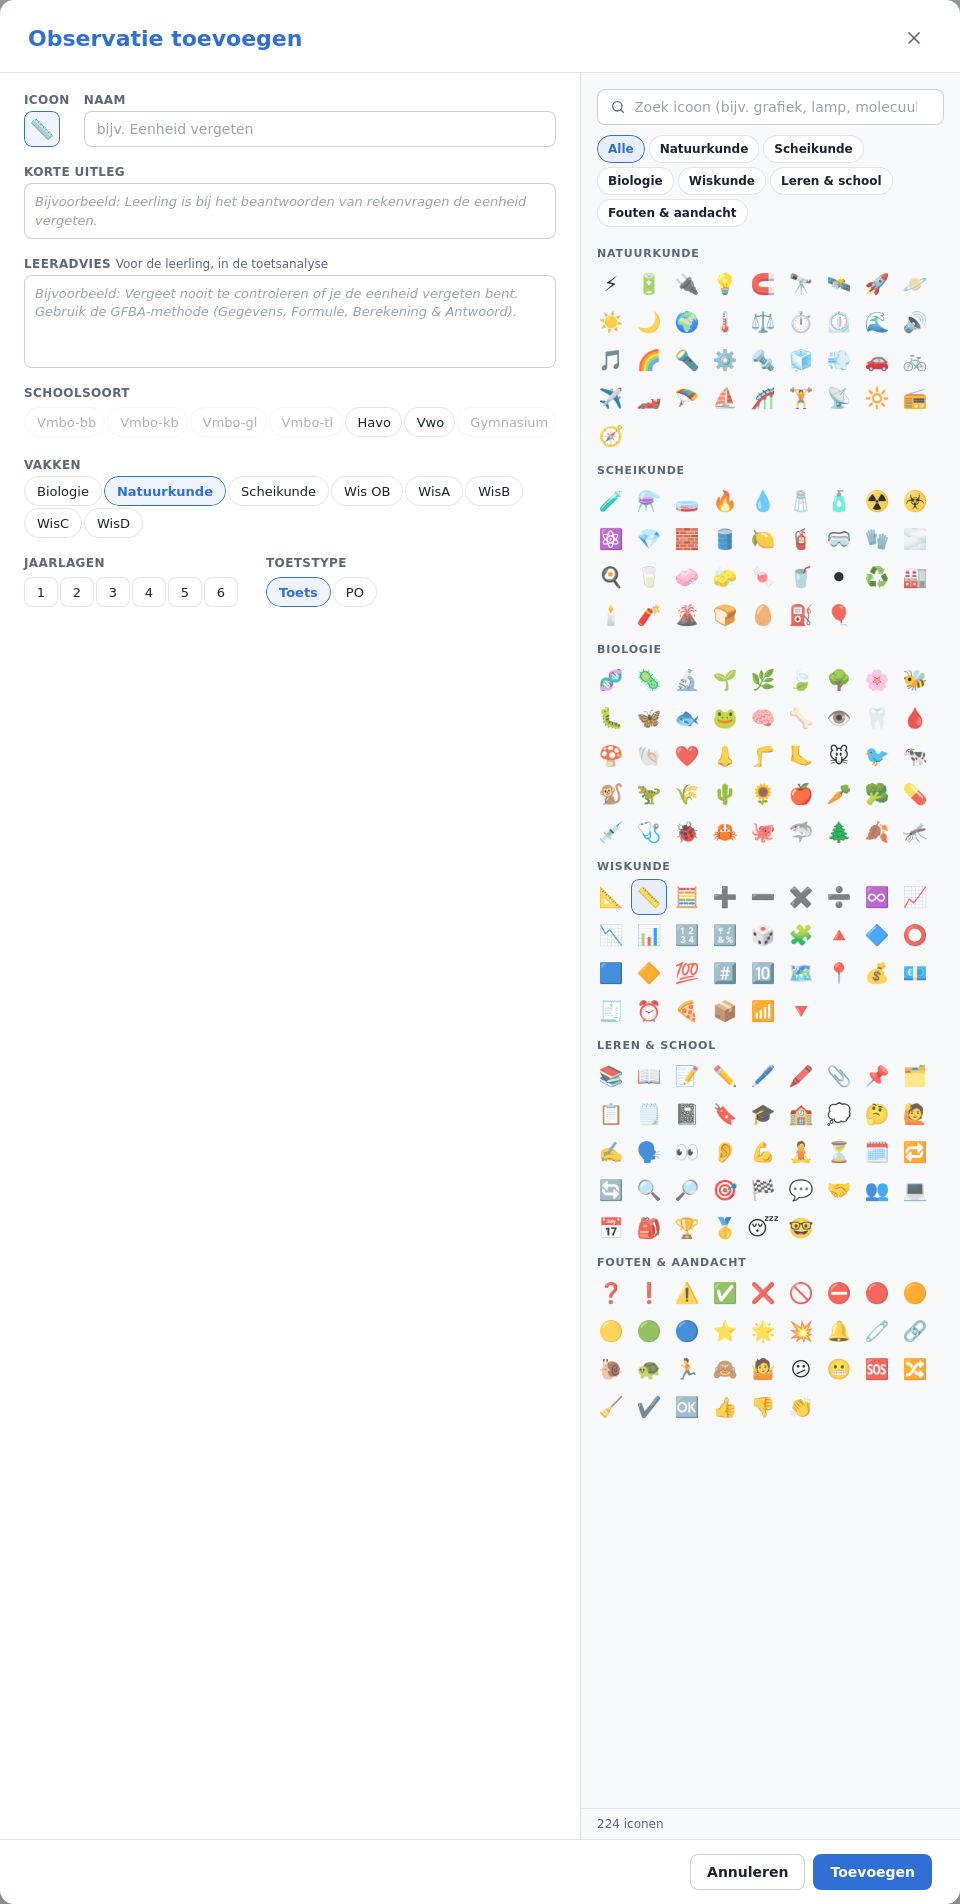 Observatie toevoegen
ICOON NAAM
bijv. Eenheid vergeten
KORTE UITLEG
Bijvoorbeeld: Leerling is bij het beantwoorden van rekenvragen de eenheid
vergeten.
LEERADVIES Voor de leerling, in de toetsanalyse
Bijvoorbeeld: Vergeet nooit te controleren of je de eenheid vergeten bent.
Gebruik de GFBA-methode (Gegevens, Formule, Berekening & Antwoord).
SCHOOLSOORT
Vmbo-bb Vmbo-kb Vmbo-gl Vmbo-tl Havo Vwo Gymnasium
VAKKEN
Biologie Natuurkunde Scheikunde Wis OB WisA WisB
WisC WisD
JAARLAGEN TOETSTYPE
1 2 3 4 5 6 Toets PO
Zoek icoon (bijv. grafiek, lamp, molecuul
Alle Natuurkunde Scheikunde
Biologie Wiskunde Leren & school
Fouten & aandacht
NATUURKUNDE
SCHEIKUNDE
BIOLOGIE
WISKUNDE
LEREN & SCHOOL
FOUTEN & AANDACHT
224 iconen
Annuleren Toevoegen